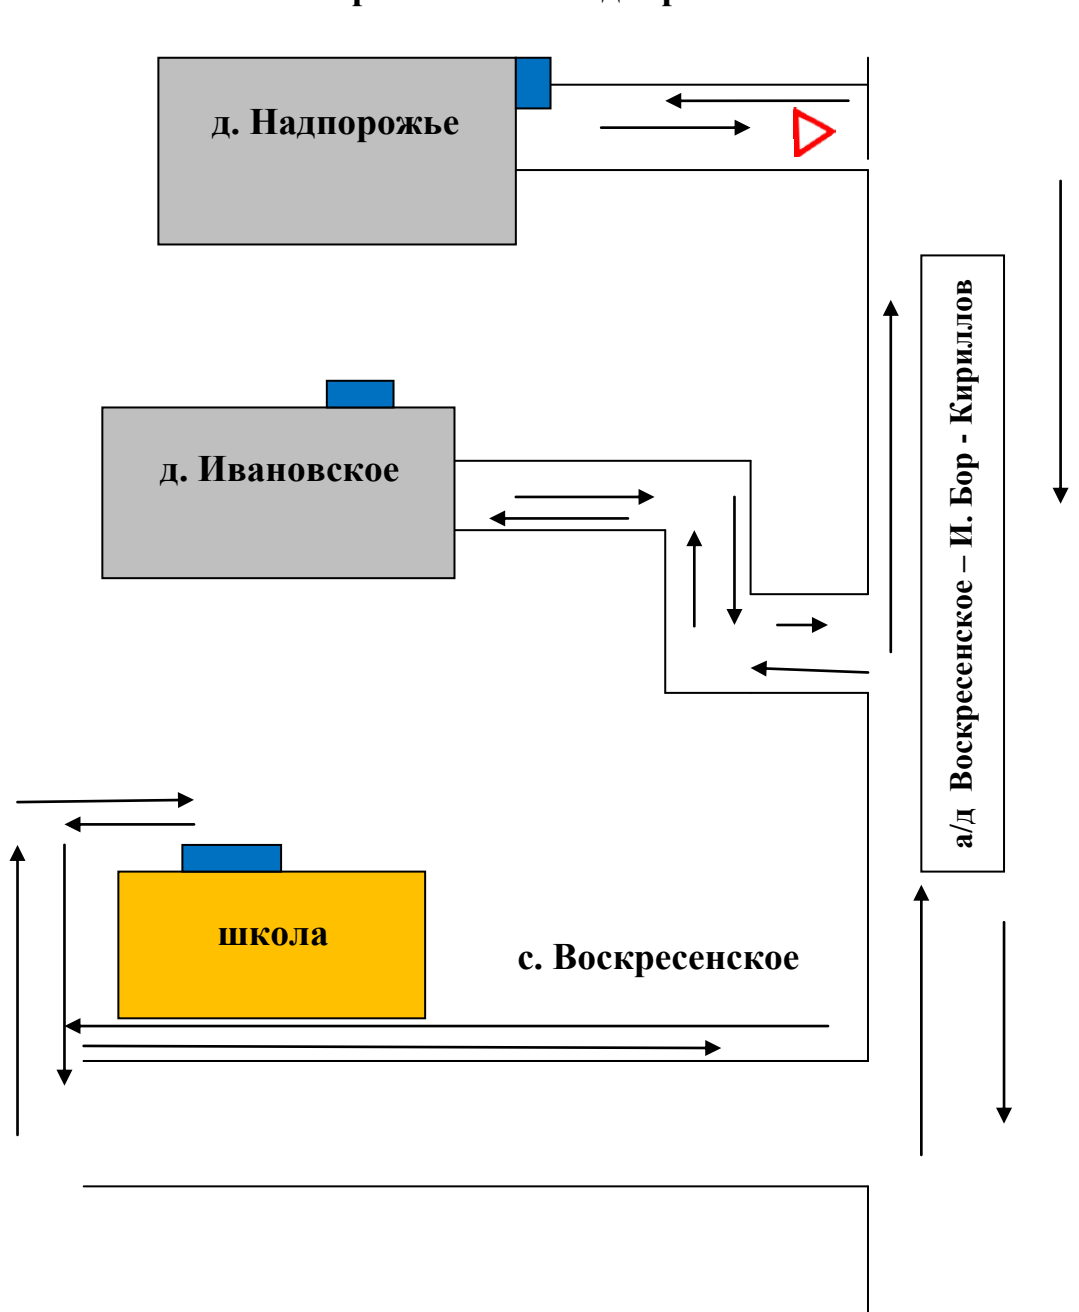 д. Надпорожье
а/д Воскресенское – И. Бор - Кириллов
д. Ивановское
школа
с. Воскресенское